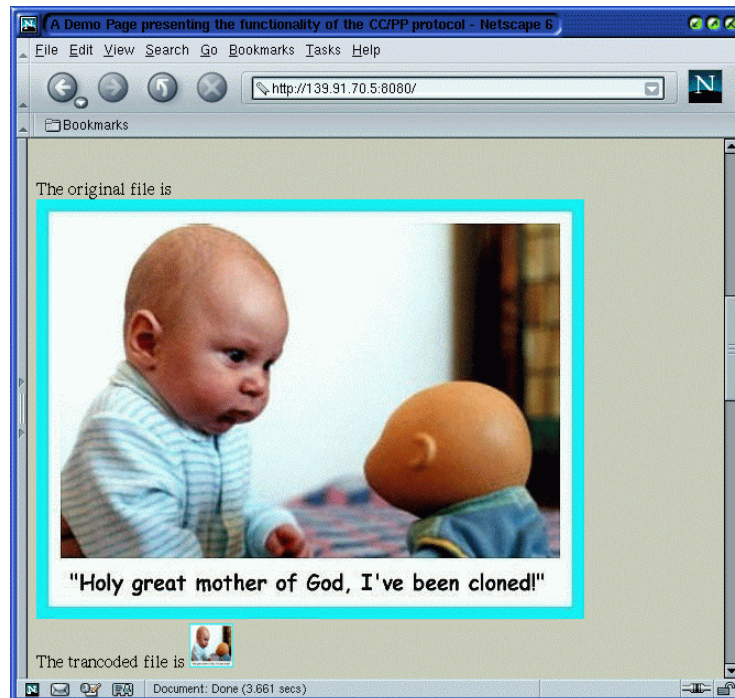 A Demo Page presenting the functionality of the CC/PP protocol - Netscape 6
File Edit View Search Go Bookmarks Tasks Help
http://139.91.70.5:8080/
N
Bookmarks
The original file is
"Holy great mother of God, I've been cloned!"
The trancoded file is
Document: Done (3.661 secs)